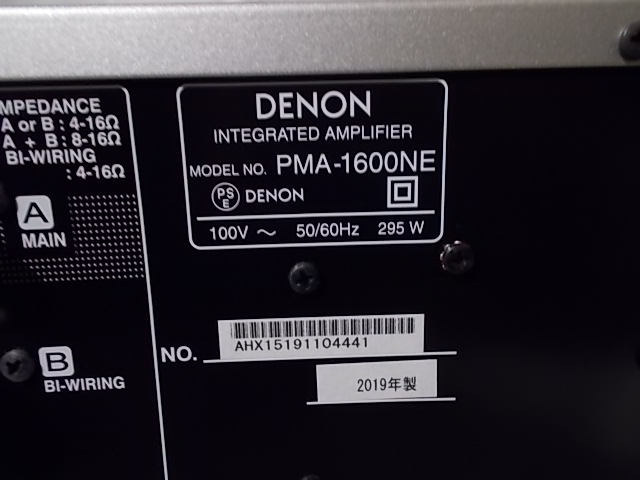 MPEDANCE
A or B : 4-16Ω
A + B : 8-16Ω
BI-WIRING
: 4-16Ω
A
MAIN
B
BI-WIRING
DENON
INTEGRATED AMPLIFIER
MODEL NO. PMA-1600NE
PSE DENON
100V ～ 50/60Hz 295 W
NO. AHX15191104441
2019年製